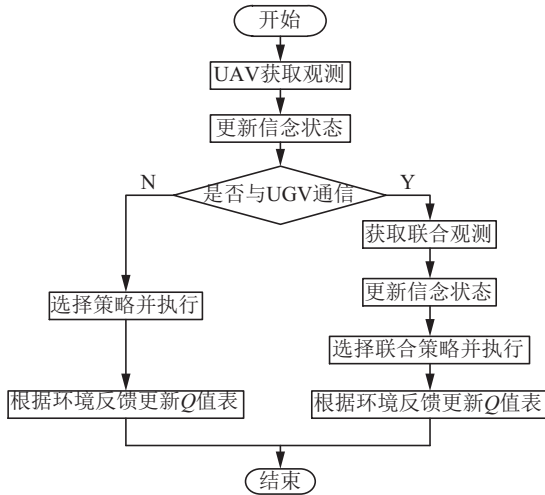 开始
UAV获取观测
更新信念状态
是否与UGV通信
N
Y
选择策略并执行
根据环境反馈更新Q值表
获取联合观测
更新信念状态
选择联合策略并执行
根据环境反馈更新Q值表
结束